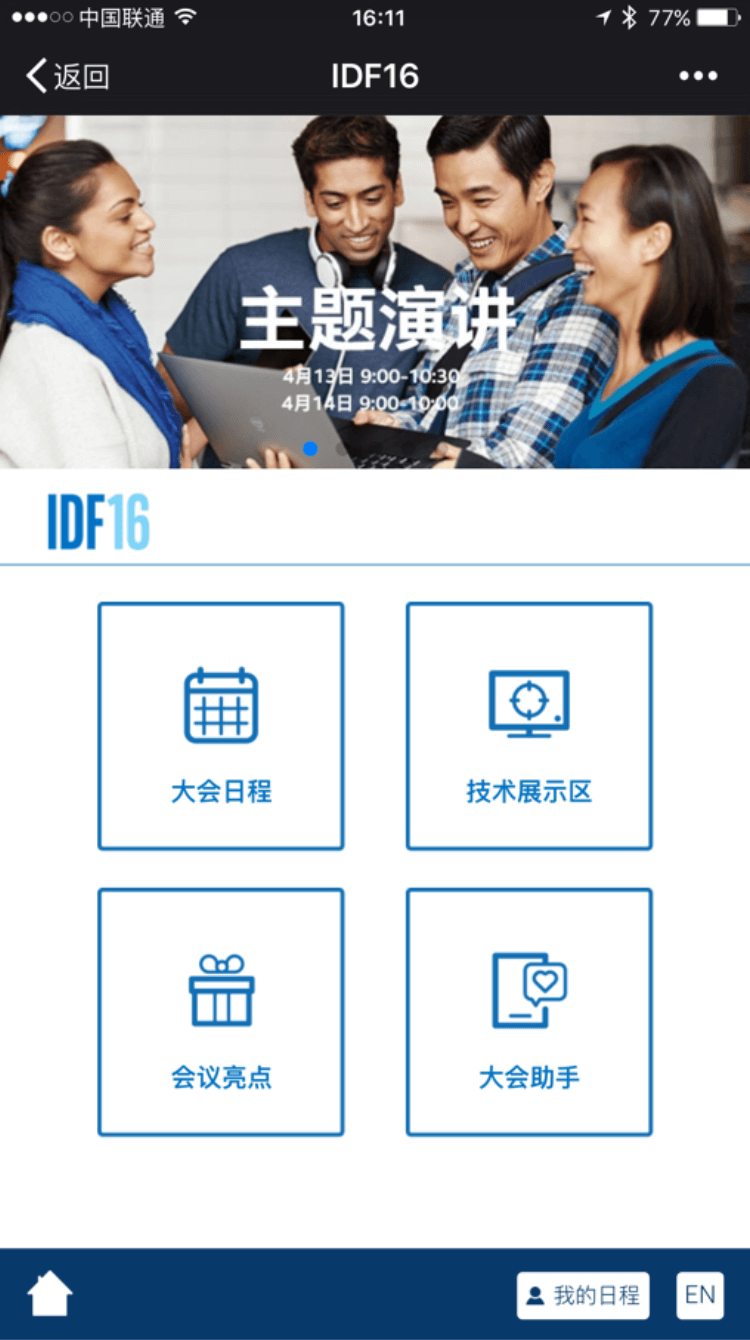 中国联通 16:11 77%
返回 IDF16
主题演讲
4月13日 9:00-10:30
4月14日 9:00-10:00
IDF16
大会日程 技术展示区
会议亮点 大会助手
我的日程 EN